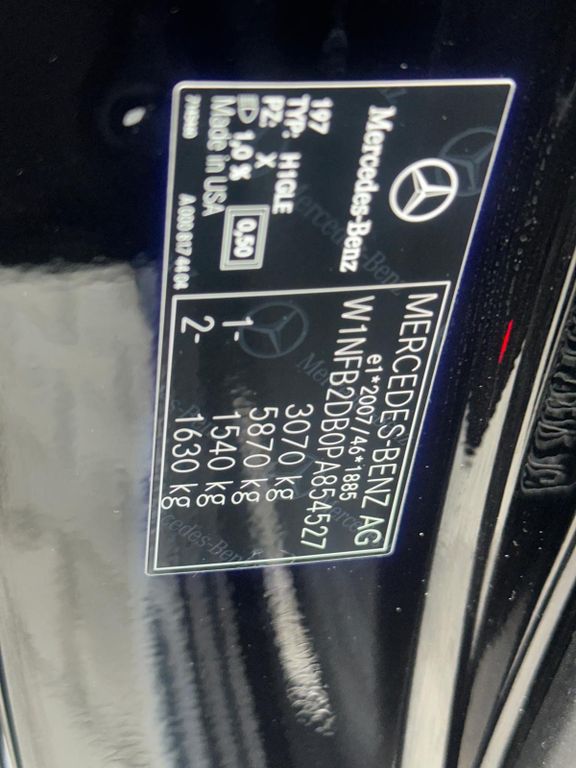 Mercedes-Benz
197
TYP: H1GLE
PZ: X
1,0 %
0,50
Made in USA
A 000 817 44 04
MERCEDES-BENZ AG
e1*2007/46*1885
W1NFB2DB0PA854527
3070 kg
5870 kg
1- 1540 kg
2- 1630 kg